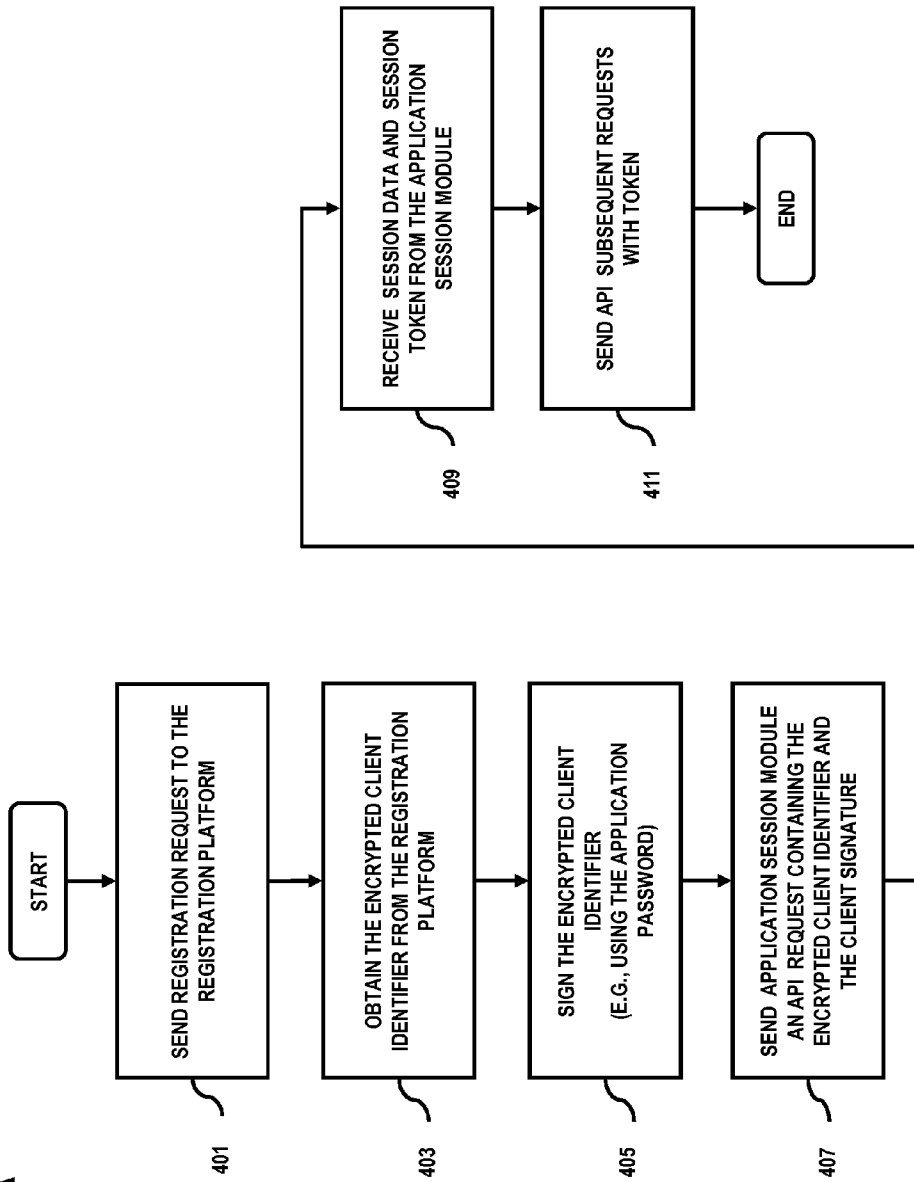 START
SEND REGISTRATION REQUEST TO THE
REGISTRATION PLATFORM
401
OBTAIN THE ENCRYPTED CLIENT
IDENTIFIER FROM THE REGISTRATION
PLATFORM
403
SIGN THE ENCRYPTED CLIENT
IDENTIFIER
(E.G., USING THE APPLICATION
PASSWORD)
405
SEND APPLICATION SESSION MODULE
AN API REQUEST CONTAINING THE
ENCRYPTED CLIENT IDENTIFIER AND
THE CLIENT SIGNATURE
407
RECEIVE SESSION DATA AND SESSION
TOKEN FROM THE APPLICATION
SESSION MODULE
409
SEND API SUBSEQUENT REQUESTS
WITH TOKEN
411
END